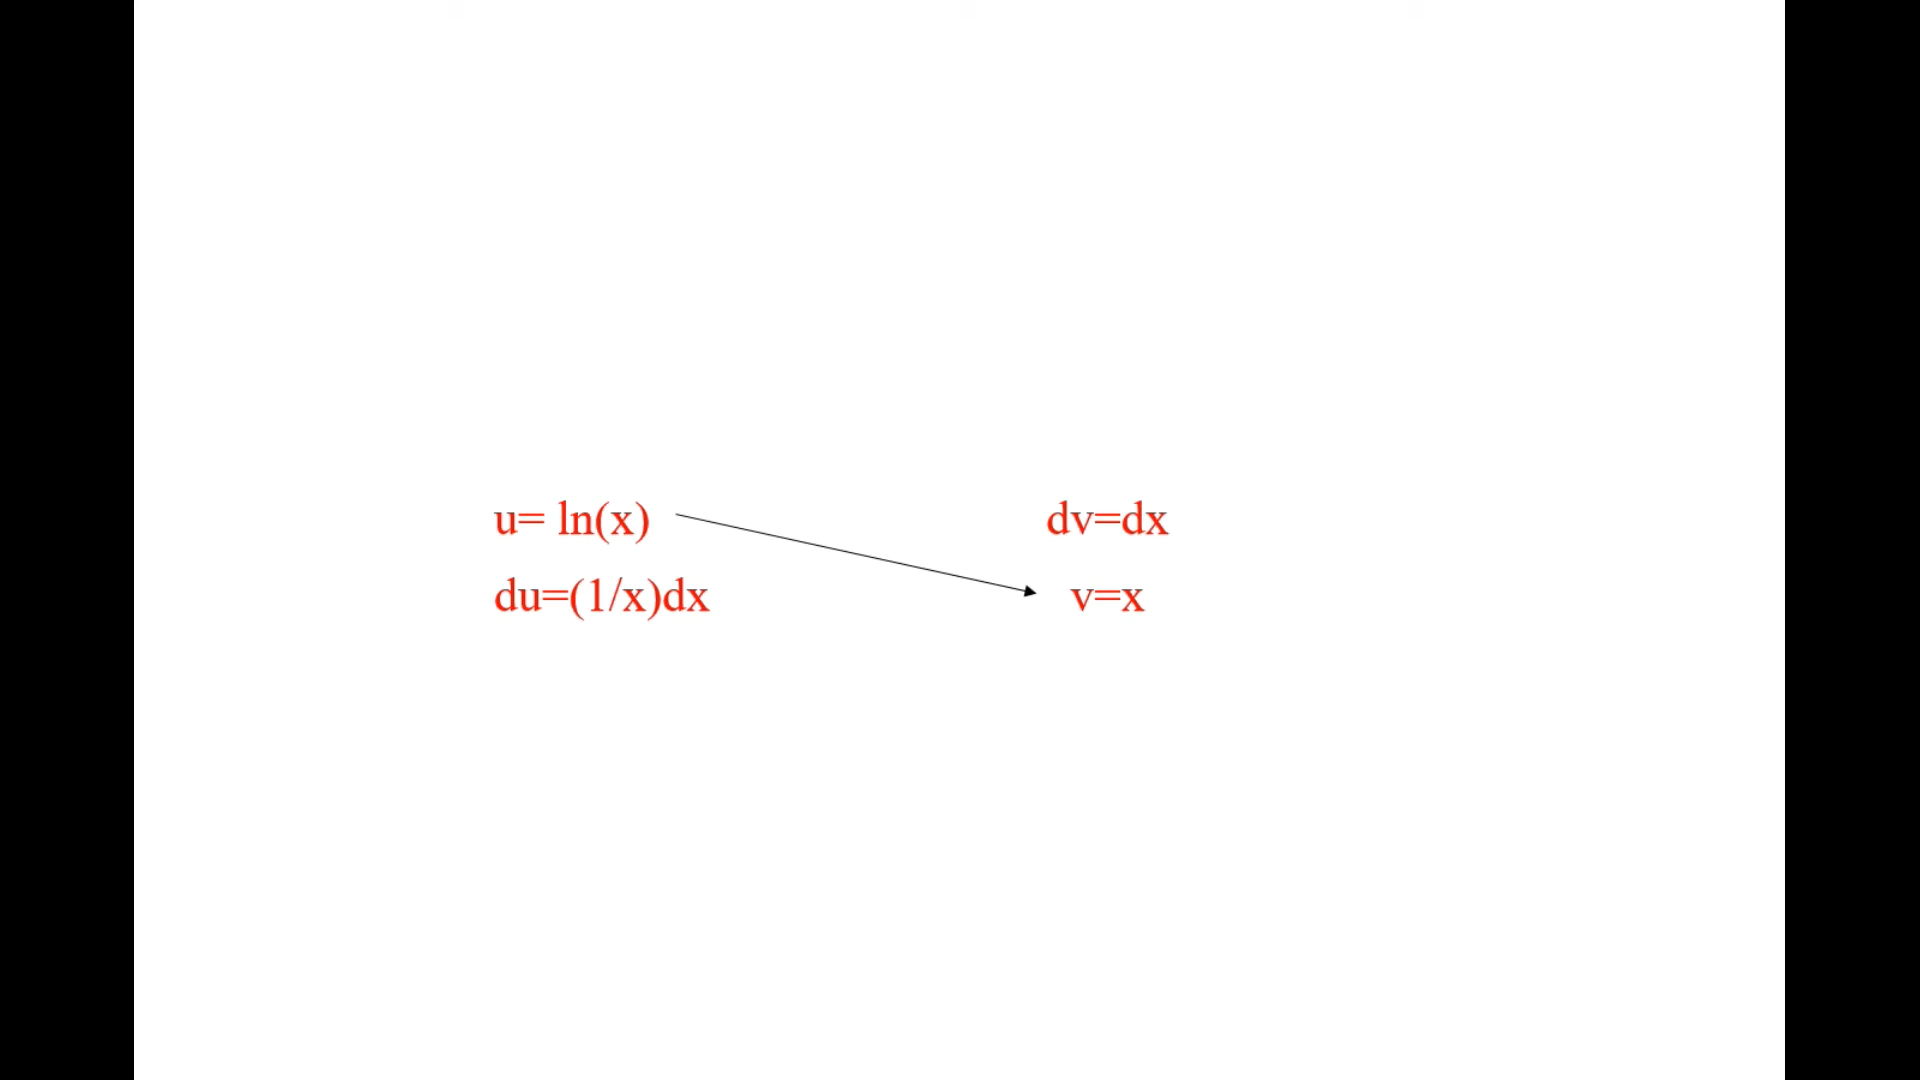 u= ln(x) dv=dx
du=(1/x)dx v=x